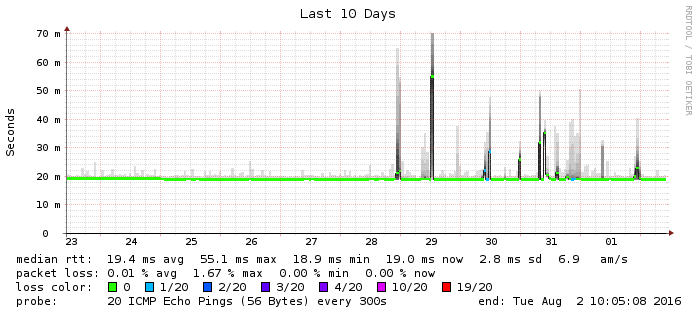 Last 10 Days
RRDTOOL / TOBI OETIKER
Seconds
70 m
60 m
50 m
40 m
30 m
20 m
10 m
0
23 24 25 26 27 28 29 30 31 01
median rtt: 19.4 ms avg 55.1 ms max 18.9 ms min 19.0 ms now 2.8 ms sd 6.9 am/s
packet loss: 0.01 % avg 1.67 % max 0.00 % min 0.00 % now
loss color: 0 1/20 2/20 3/20 4/20 10/20 19/20
probe: 20 ICMP Echo Pings (56 Bytes) every 300s end: Tue Aug 2 10:05:08 2016